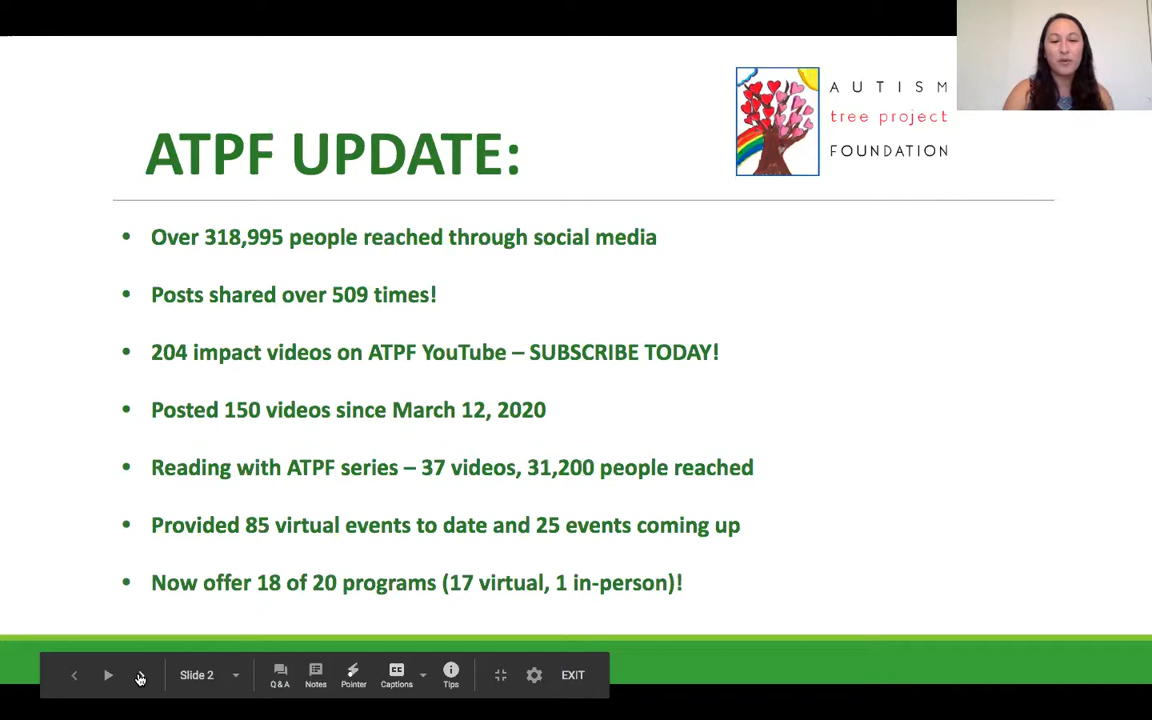 AUTISM
tree project
FOUNDATION
ATPF UPDATE:
• Over 318,995 people reached through social media
• Posts shared over 509 times!
• 204 impact videos on ATPF YouTube – SUBSCRIBE TODAY!
• Posted 150 videos since March 12, 2020
• Reading with ATPF series – 37 videos, 31,200 people reached
• Provided 85 virtual events to date and 25 events coming up
• Now offer 18 of 20 programs (17 virtual, 1 in-person)!
Slide 2 Q & A Notes Pointer CC Captions Tips EXIT